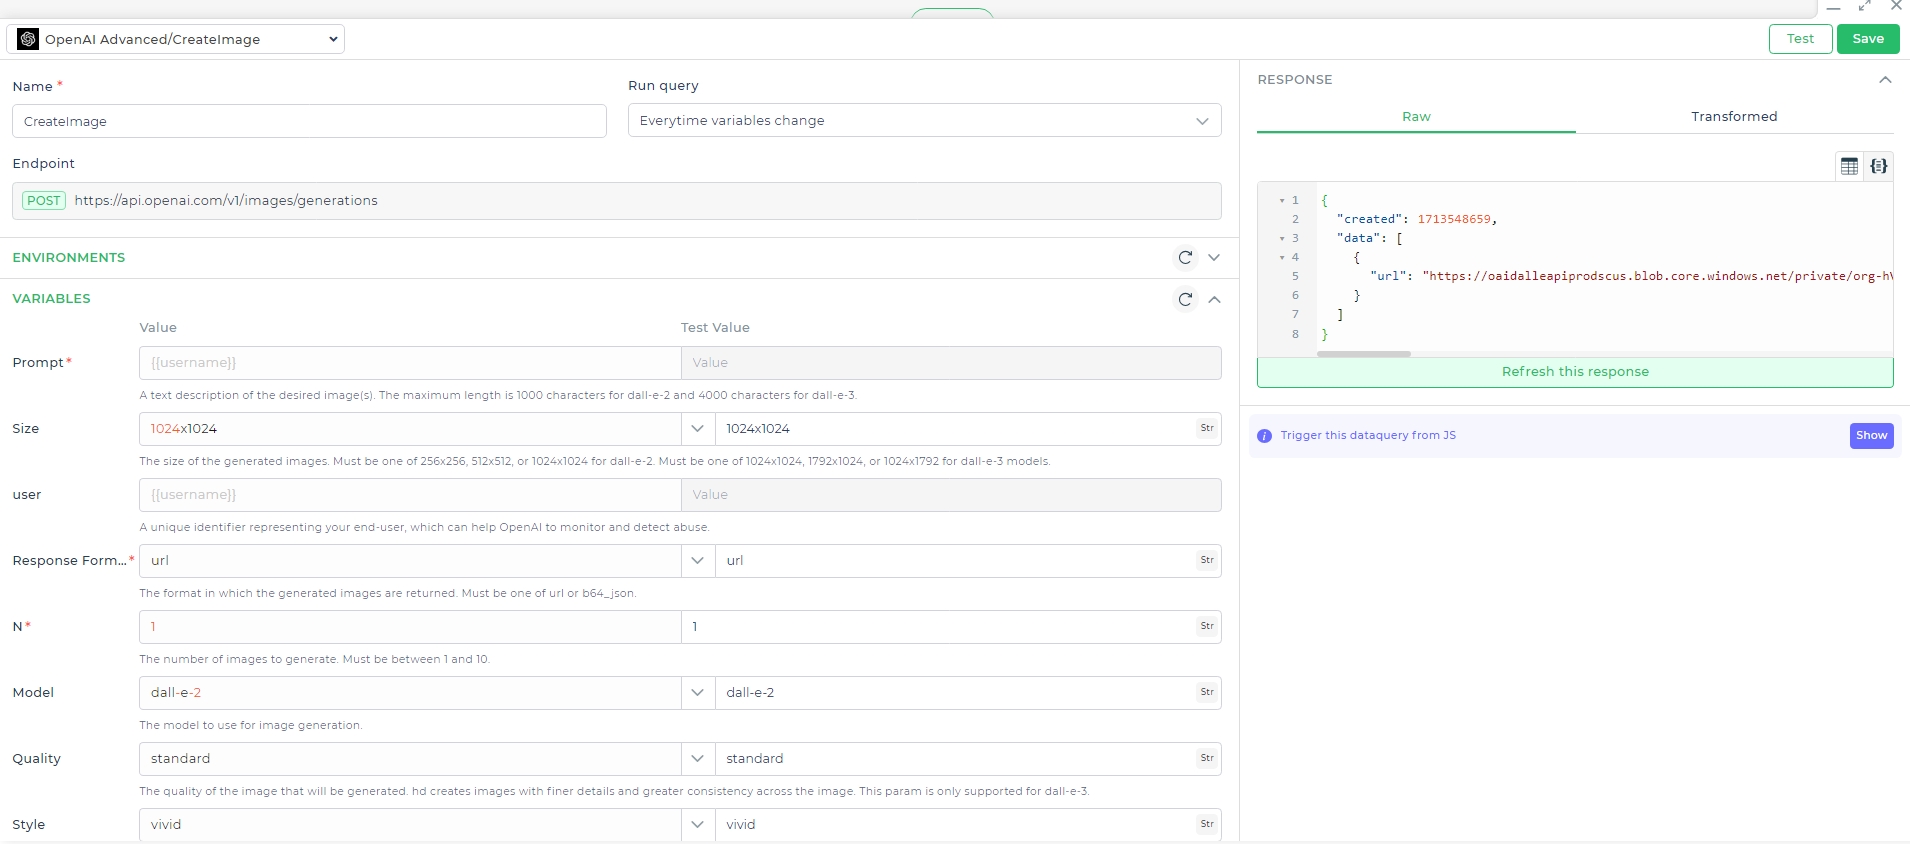 OpenAI Advanced/CreateImage
Test
Save
Name *
Run query
CreateImage
Everytime variables change
Endpoint
POST https://api.openai.com/v1/images/generations
ENVIRONMENTS
VARIABLES
Value
Test Value
Prompt*
{{username}}
Value
A text description of the desired image(s). The maximum length is 1000 characters for dall-e-2 and 4000 characters for dall-e-3.
Size
1024x1024
1024x1024
Str
The size of the generated images. Must be one of 256x256, 512x512, or 1024x1024 for dall-e-2. Must be one of 1024x1024, 1792x1024, or 1024x1792 for dall-e-3 models.
user
{{username}}
Value
A unique identifier representing your end-user, which can help OpenAI to monitor and detect abuse.
Response Form...*
url
url
Str
The format in which the generated images are returned. Must be one of url or b64_json.
N*
1
1
Str
The number of images to generate. Must be between 1 and 10.
Model
dall-e-2
dall-e-2
Str
The model to use for image generation.
Quality
standard
standard
Str
The quality of the image that will be generated. hd creates images with finer details and greater consistency across the image. This param is only supported for dall-e-3.
Style
vivid
vivid
Str
RESPONSE
Raw
Transformed
1 {
2 "created": 1713548659,
3 "data": [
4 {
5 "url": "https://oaidalleapiprodscus.blob.core.windows.net/private/org-h
6 }
7 ]
8 }
Refresh this response
Trigger this dataquery from JS
Show